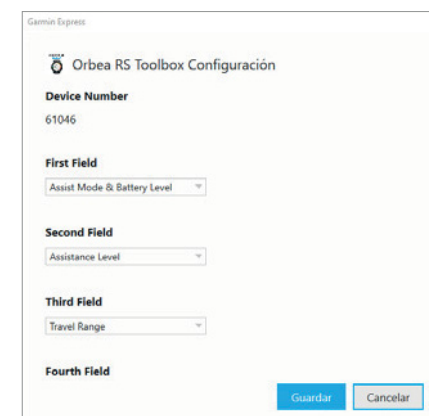 Garmin Express
Orbea RS Toolbox Configuración
Device Number
61046
First Field
Assist Mode & Battery Level
Second Field
Assistance Level
Third Field
Travel Range
Fourth Field
Guardar Cancelar